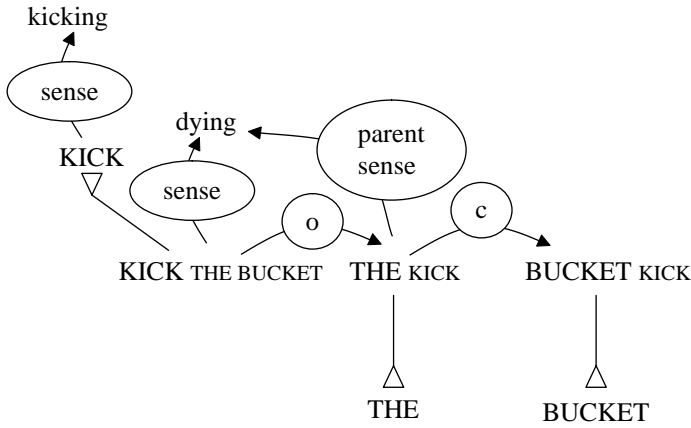 kicking
sense
dying
parent
sense
KICK
sense
o
c
KICK THE BUCKET
THE KICK
BUCKET KICK
THE
BUCKET